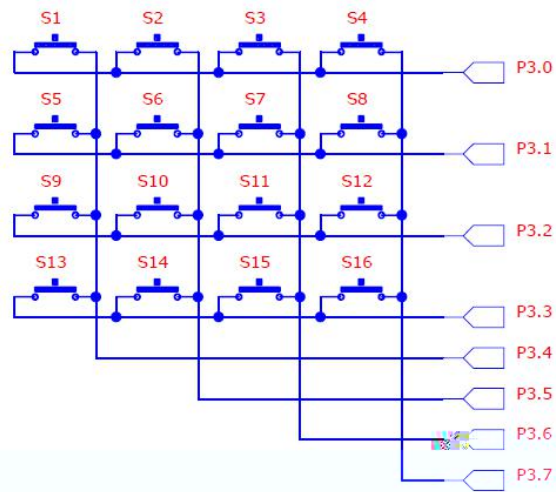 S1 S2 S3 S4
P3.0
S5 S6 S7 S8
P3.1
S9 S10 S11 S12
P3.2
S13 S14 S15 S16
P3.3
P3.4
P3.5
P3.6
P3.7